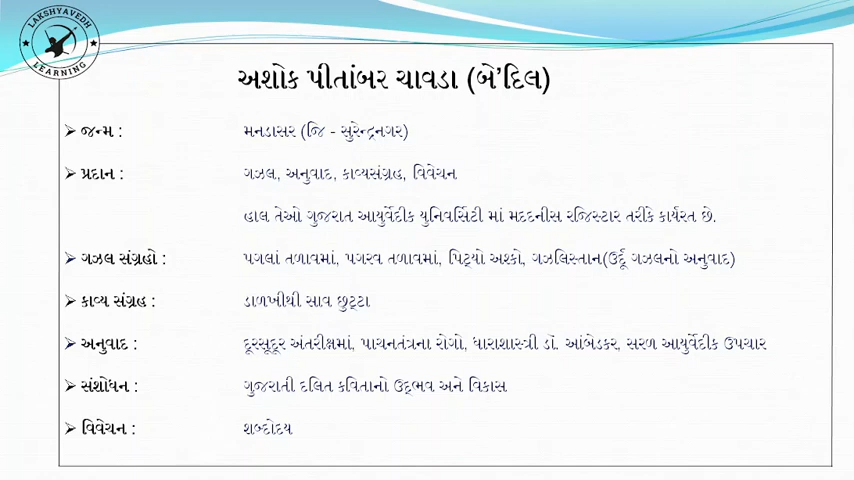 LAKSHYAVEDH
LEARNING
અશોક પીતાંબર ચાવડા (બે'દિલ)
➢ જન્મ : મનડાસર (જિ - સુરેન્દ્રનગર)
➢ પ્રદાન : ગઝલ, અનુવાદ, કાવ્યસંગ્રહ, વિવેચન
હાલ તેઓ ગુજરાત આયુર્વેદીક યુનિવર્સિટી માં મદદનીસ રજિસ્ટાર તરીકે કાર્યરત છે.
➢ ગઝલ સંગ્રહો : પગલાં તળાવમાં, પગરવ તળાવમાં, પિટ્યો અશ્કો, ગઝલિસ્તાન(ઉર્દૂ ગઝલનો અનુવાદ)
➢ કાવ્ય સંગ્રહ : ડાળખીથી સાવ છુટ્ટા
➢ અનુવાદ : દૂરસૂદૂર અંતરીક્ષમાં, પાચનતંત્રના રોગો, ધારાશાસ્ત્રી ડૉ. આંબેડકર, સરળ આયુર્વેદીક ઉપચાર
➢ સંશોધન : ગુજરાતી દલિત કવિતાનો ઉદ્ભવ અને વિકાસ
➢ વિવેચન : શબ્દોદય